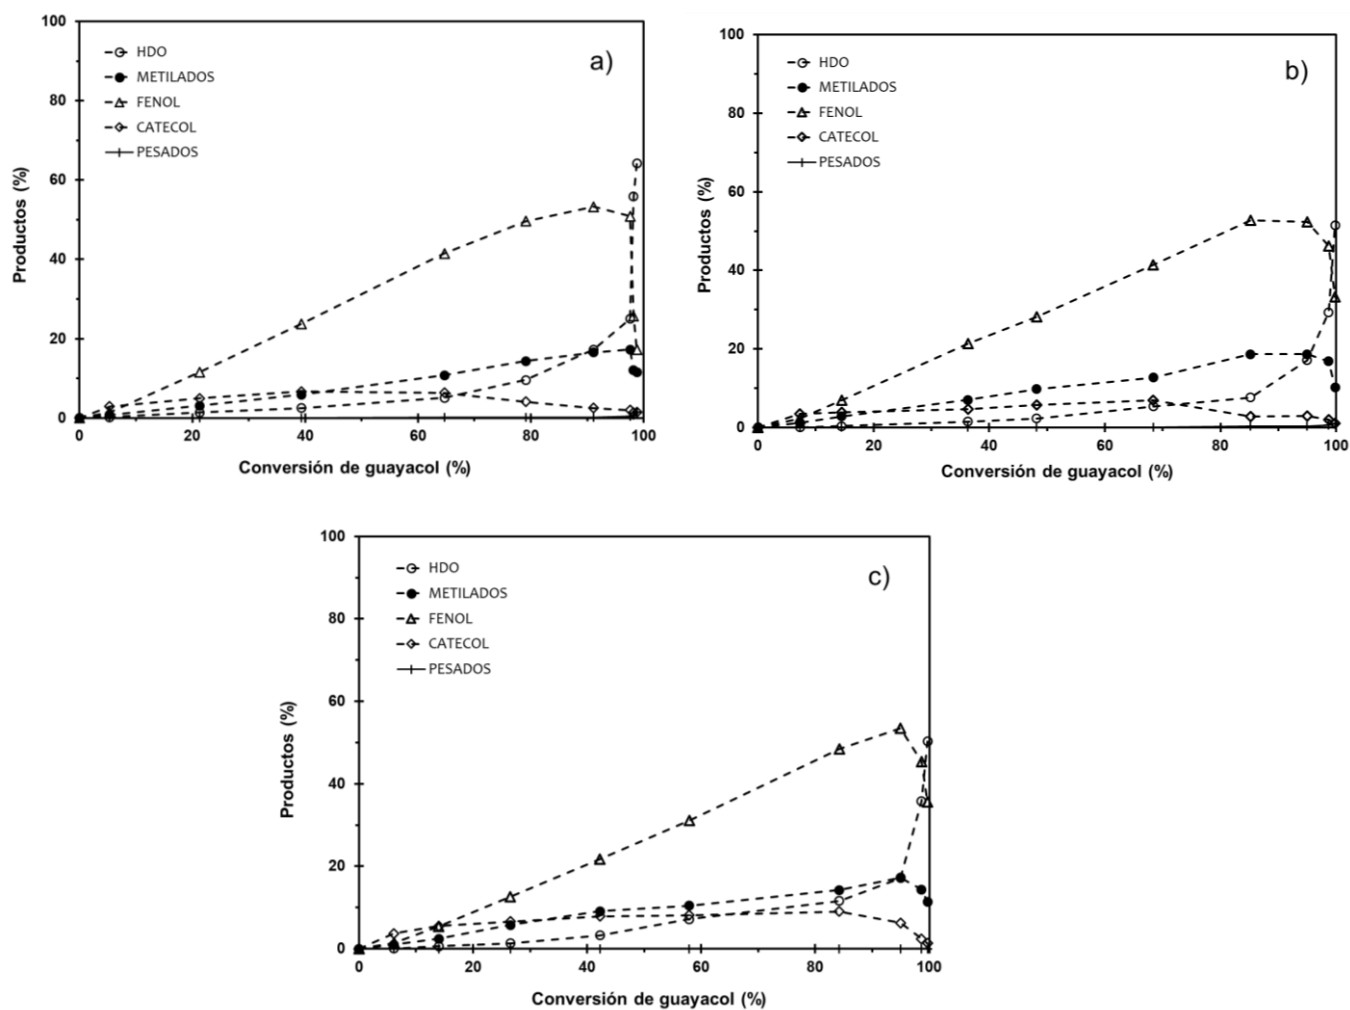 a)
HDO
METILADOS
FENOL
CATECOL
PESADOS
100
80
60
40
20
0
Productos (%)
0 20 40 60 80 100
Conversión de guayacol (%)
b)
HDO
METILADOS
FENOL
CATECOL
PESADOS
100
80
60
40
20
0
Productos (%)
0 20 40 60 80 100
Conversión de guayacol (%)
c)
HDO
METILADOS
FENOL
CATECOL
PESADOS
100
80
60
40
20
0
Productos (%)
0 20 40 60 80 100
Conversión de guayacol (%)